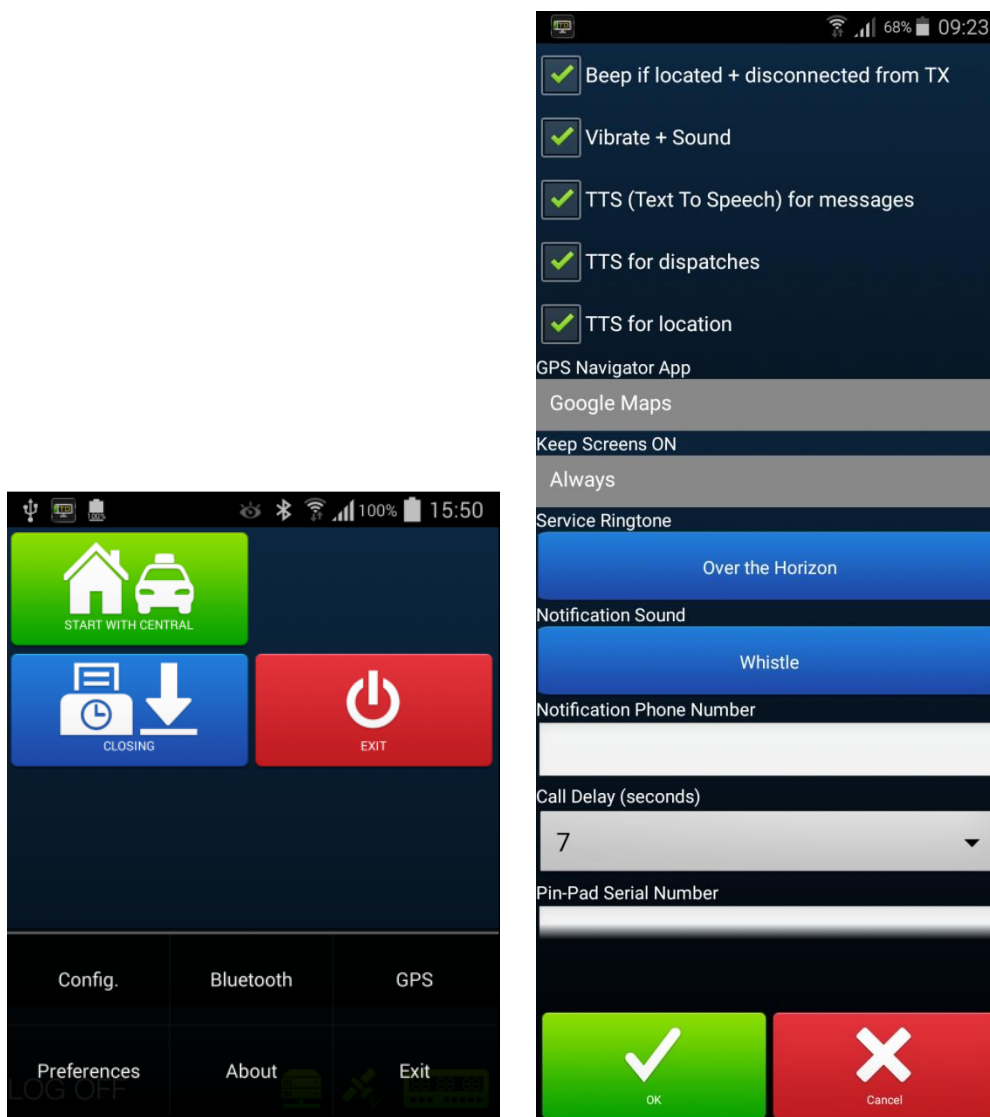 100% 15:50
START WITH CENTRAL
CLOSING
EXIT
Config.
Bluetooth
GPS
Preferences
About
Exit
LOG OFF
68% 09:23
Beep if located + disconnected from TX
Vibrate + Sound
TTS (Text To Speech) for messages
TTS for dispatches
TTS for location
GPS Navigator App
Google Maps
Keep Screens ON
Always
Service Ringtone
Over the Horizon
Notification Sound
Whistle
Notification Phone Number
Call Delay (seconds)
7
Pin-Pad Serial Number
OK
Cancel